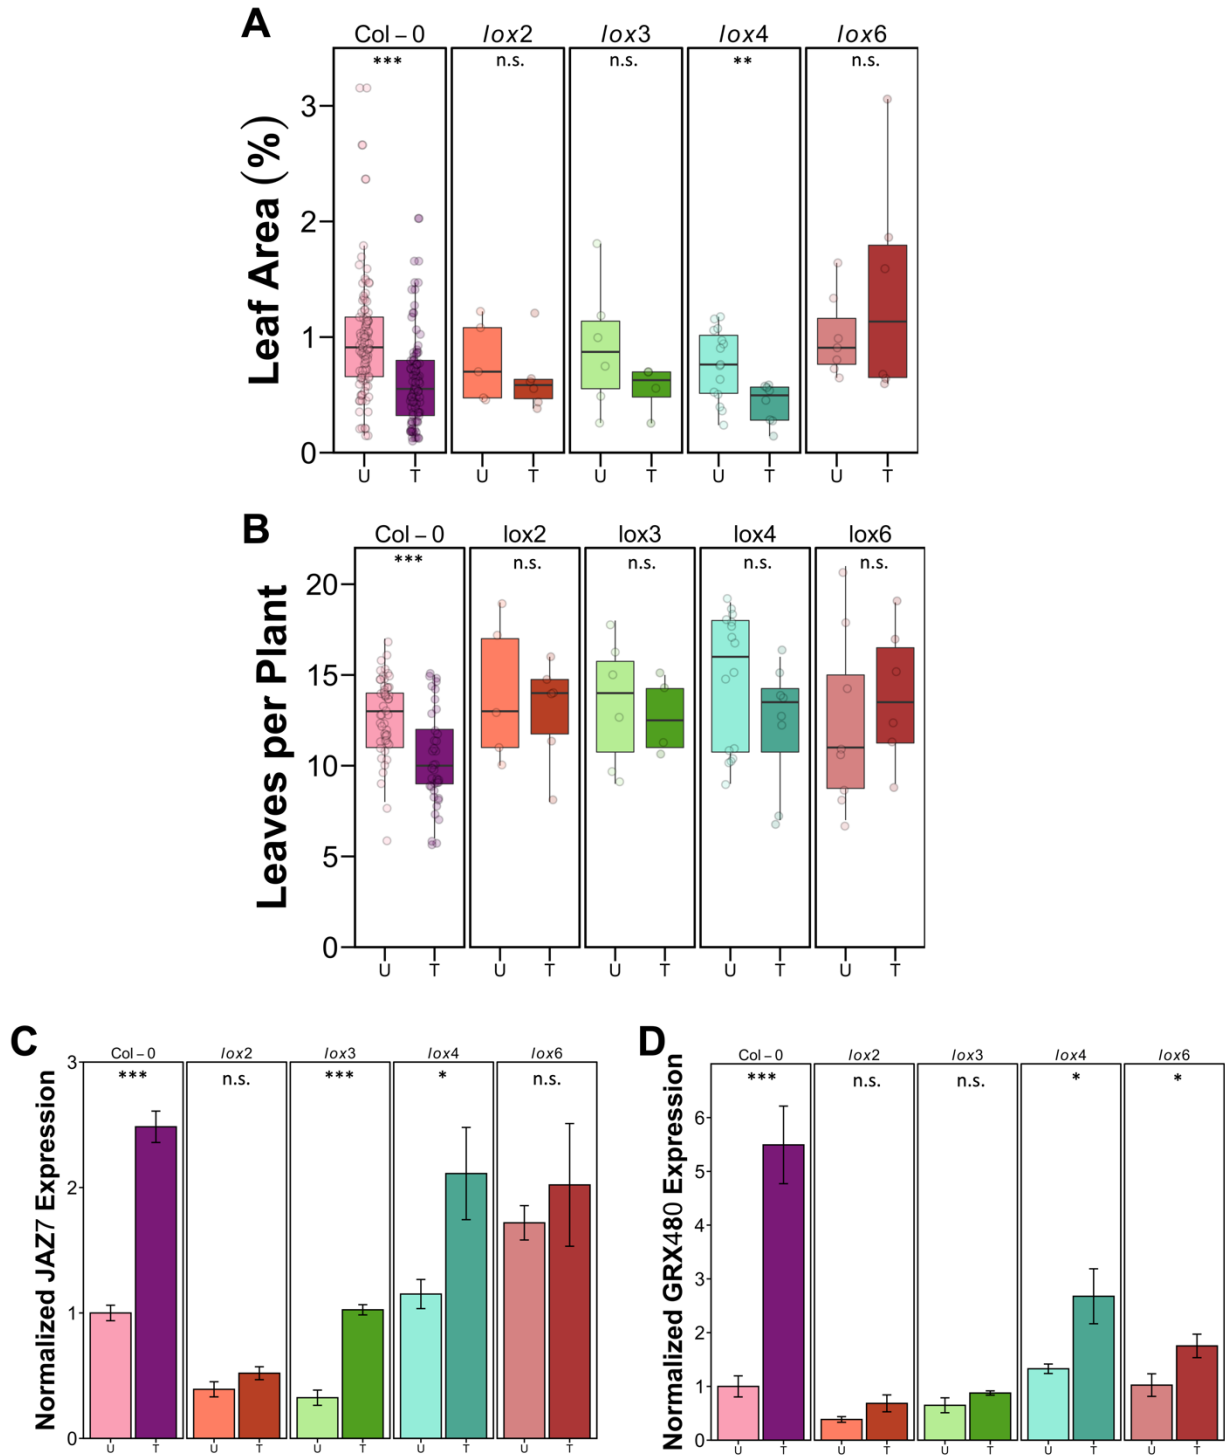 A
Col – 0 lox2 lox3 lox4 lox6
*** n.s. n.s. ** n.s.
Leaf Area (%)
3
2
1
0
U T U T U T U T U T
B
Col – 0 lox2 lox3 lox4 lox6
*** n.s. n.s. n.s. n.s.
Leaves per Plant
20
15
10
5
0
U T U T U T U T U T
C
Col – 0 lox2 lox3 lox4 lox6
*** n.s. *** * n.s.
Normalized JAZ7 Expression
3
2
1
0
U T U T U T U T U T
D
Col – 0 lox2 lox3 lox4 lox6
*** n.s. n.s. * *
Normalized GRX480 Expression
6
5
4
3
2
1
0
U T U T U T U T U T